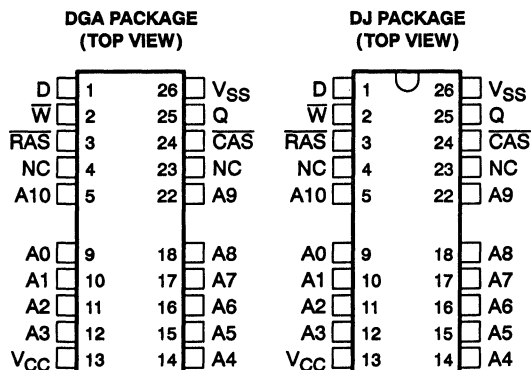 DGA PACKAGE
(TOP VIEW)
D 1 26 VSS
W̅ 2 25 Q
R̅A̅S̅ 3 24 C̅A̅S̅
NC 4 23 NC
A10 5 22 A9
A0 9 18 A8
A1 10 17 A7
A2 11 16 A6
A3 12 15 A5
VCC 13 14 A4
DJ PACKAGE
(TOP VIEW)
D 1 26 VSS
W̅ 2 25 Q
R̅A̅S̅ 3 24 C̅A̅S̅
NC 4 23 NC
A10 5 22 A9
A0 9 18 A8
A1 10 17 A7
A2 11 16 A6
A3 12 15 A5
VCC 13 14 A4